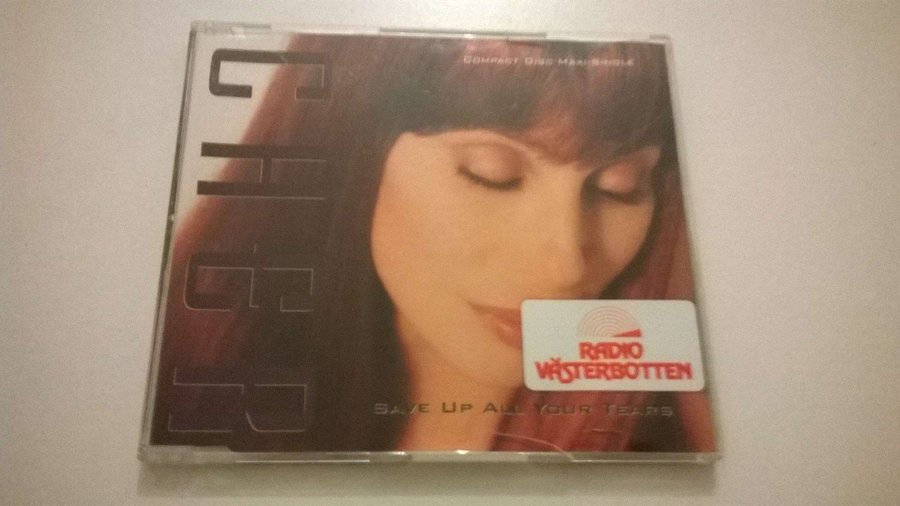 CHER
COMPACT DISC MAXI-SINGLE
RADIO
VÄSTERBOTTEN
SAVE UP ALL YOUR TEARS